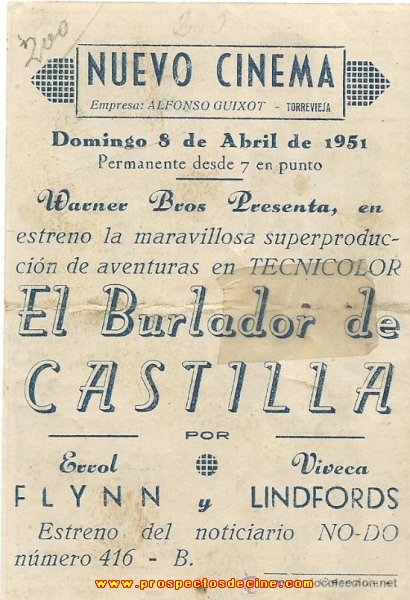 200
200
NUEVO CINEMA
Empresa: ALFONSO GUIXOT - TORREVIEJA
Domingo 8 de Abril de 1951
Permanente desde 7 en punto
Warner Bros Presenta, en
estreno la maravillosa superproduc-
ción de aventuras en TECNICOLOR
El Burlador de
CASTILLA
POR
Errol Viveca
FLYNN y LINDFORDS
Estreno del noticiario NO-DO
número 416 - B.
www.prospectosdecine.com